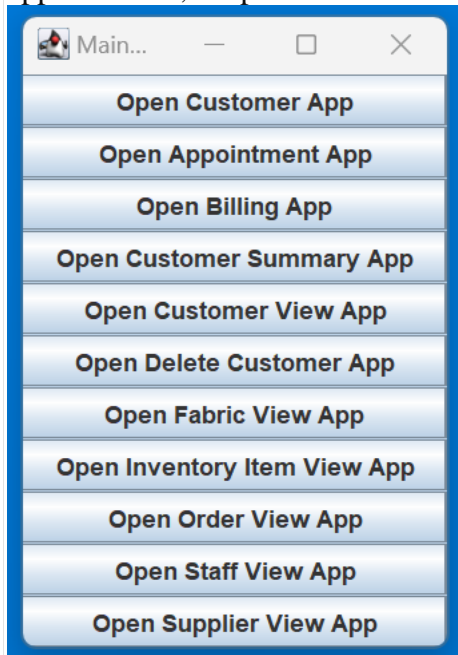 Main...
Open Customer App
Open Appointment App
Open Billing App
Open Customer Summary App
Open Customer View App
Open Delete Customer App
Open Fabric View App
Open Inventory Item View App
Open Order View App
Open Staff View App
Open Supplier View App